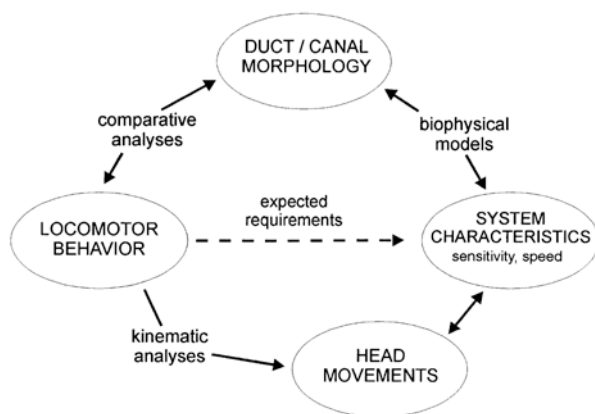 DUCT / CANAL
MORPHOLOGY
comparative
analyses
biophysical
models
expected
requirements
LOCOMOTOR
BEHAVIOR
SYSTEM
CHARACTERISTICS
sensitivity, speed
kinematic
analyses
HEAD
MOVEMENTS